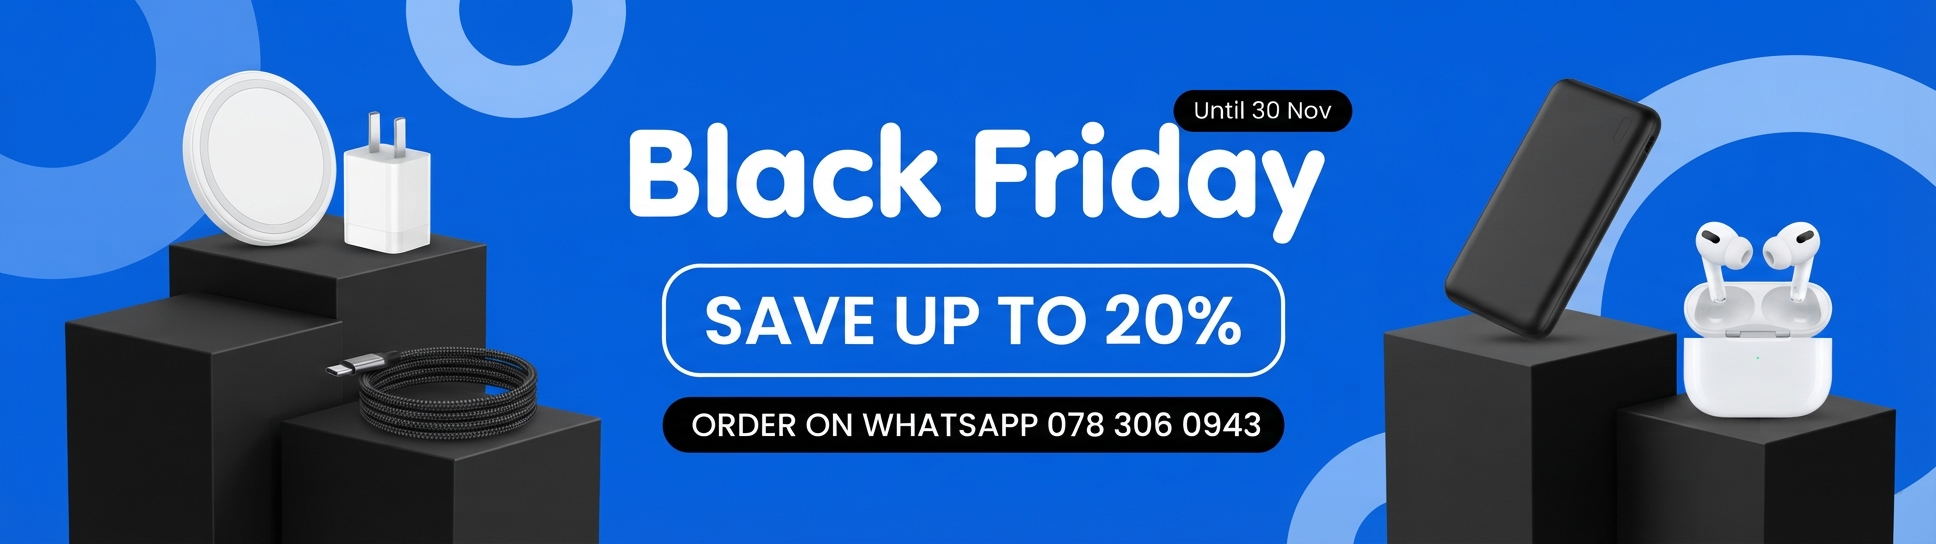 Until 30 Nov
Black Friday
SAVE UP TO 20%
ORDER ON WHATSAPP 078 306 0943